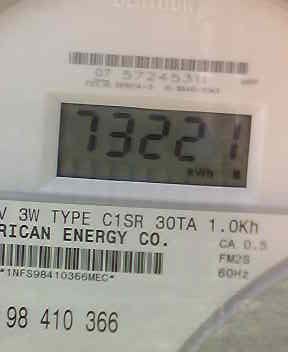 07 57245311
73221
kWh
V 3W TYPE C1SR 30TA 1.0Kh
RICAN ENERGY CO.
CA 0.5
FM2S
60Hz
*1NFS98410366MEC*
98 410 366